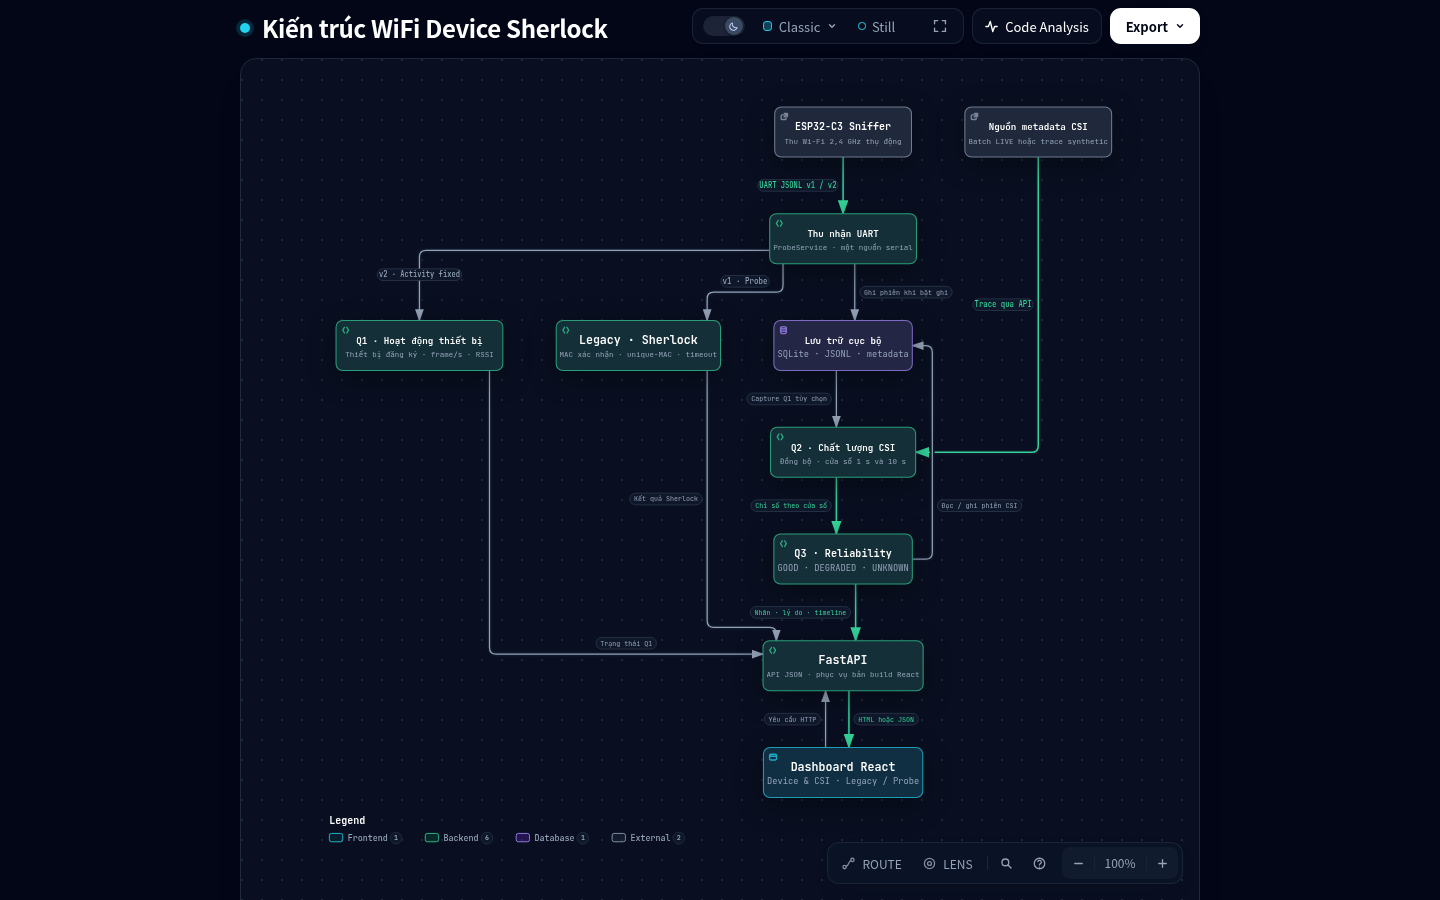 Kiến trúc WiFi Device Sherlock
Classic
Still
Code Analysis
Export
ESP32-C3 Sniffer
Thu Wi-Fi 2,4 GHz thụ động
Nguồn metadata CSI
Batch LIVE hoặc trace synthetic
UART JSONL v1 / v2
Thu nhận UART
ProbeService · một nguồn serial
v2 · Activity fixed
v1 · Probe
Ghi phiên khi bật ghi
Trace qua API
Q1 · Hoạt động thiết bị
Thiết bị đăng ký · frame/s · RSSI
Legacy · Sherlock
MAC xác nhận · unique-MAC · timeout
Lưu trữ cục bộ
SQLite · JSONL · metadata
Capture Q1 tùy chọn
Q2 · Chất lượng CSI
Đồng bộ · cửa sổ 1 s và 10 s
Kết quả Sherlock
Chỉ số theo cửa sổ
Đọc / ghi phiên CSI
Q3 · Reliability
GOOD · DEGRADED · UNKNOWN
Nhãn · lý do · timeline
Trạng thái Q1
FastAPI
API JSON · phục vụ bản build React
Yêu cầu HTTP
HTML hoặc JSON
Dashboard React
Device & CSI · Legacy / Probe
Legend
Frontend 1
Backend 6
Database 1
External 2
ROUTE
LENS
100%